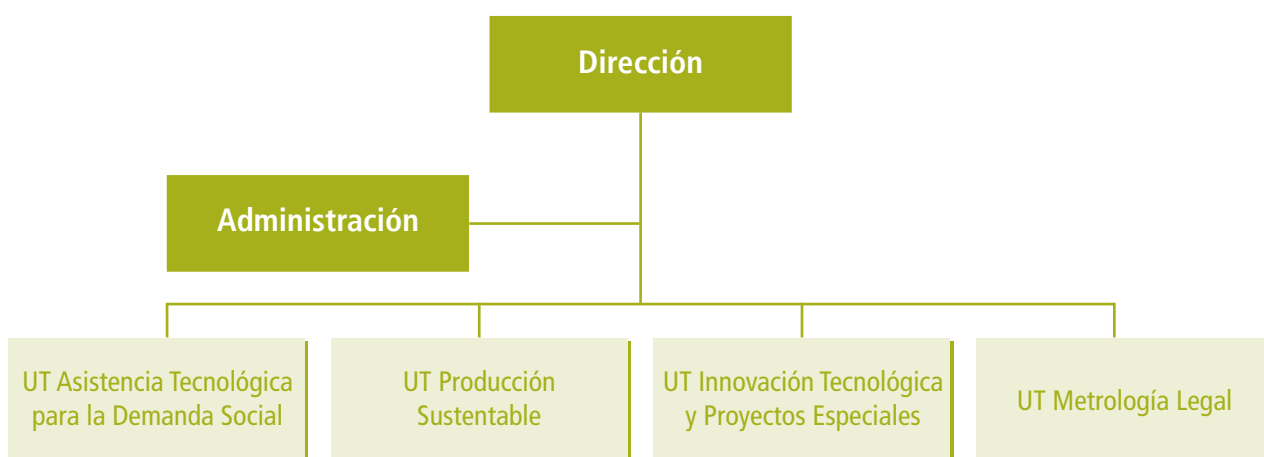 Dirección
Administración
UT Asistencia Tecnológica
para la Demanda Social
UT Producción
Sustentable
UT Innovación Tecnológica
y Proyectos Especiales
UT Metrología Legal